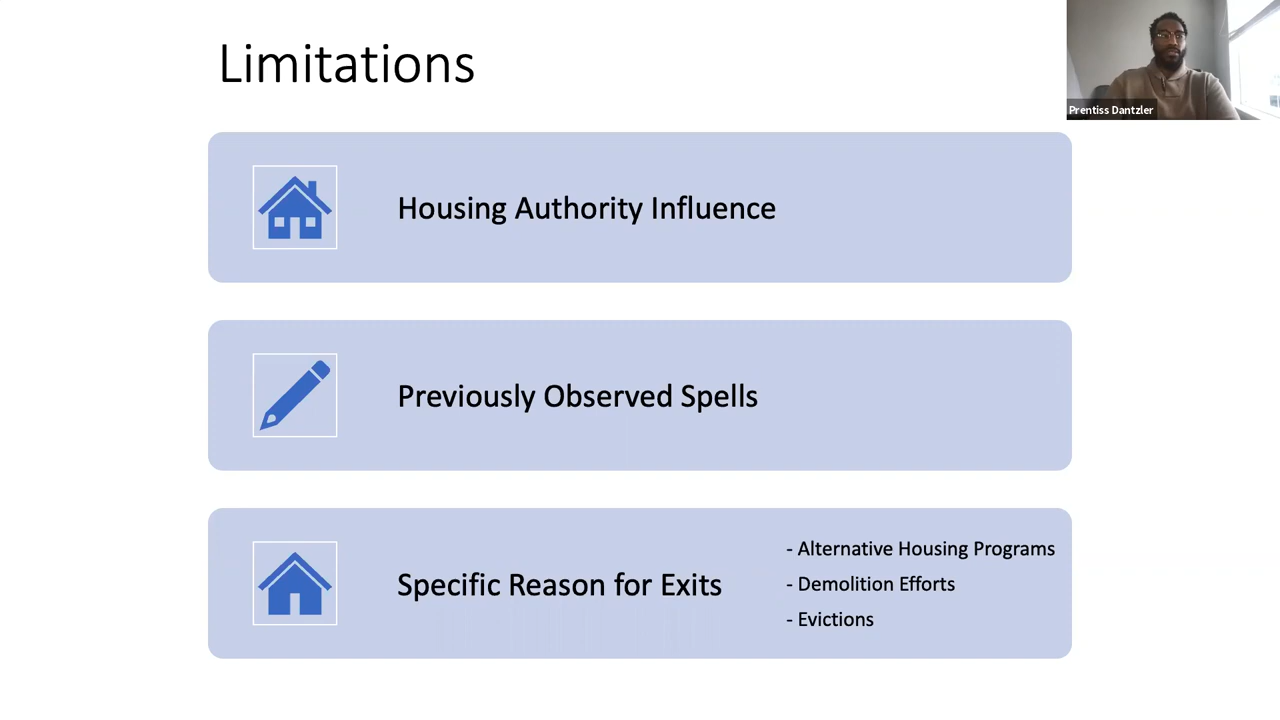 Limitations
Prentiss Dantzler
Housing Authority Influence
Previously Observed Spells
Specific Reason for Exits
- Alternative Housing Programs
- Demolition Efforts
- Evictions